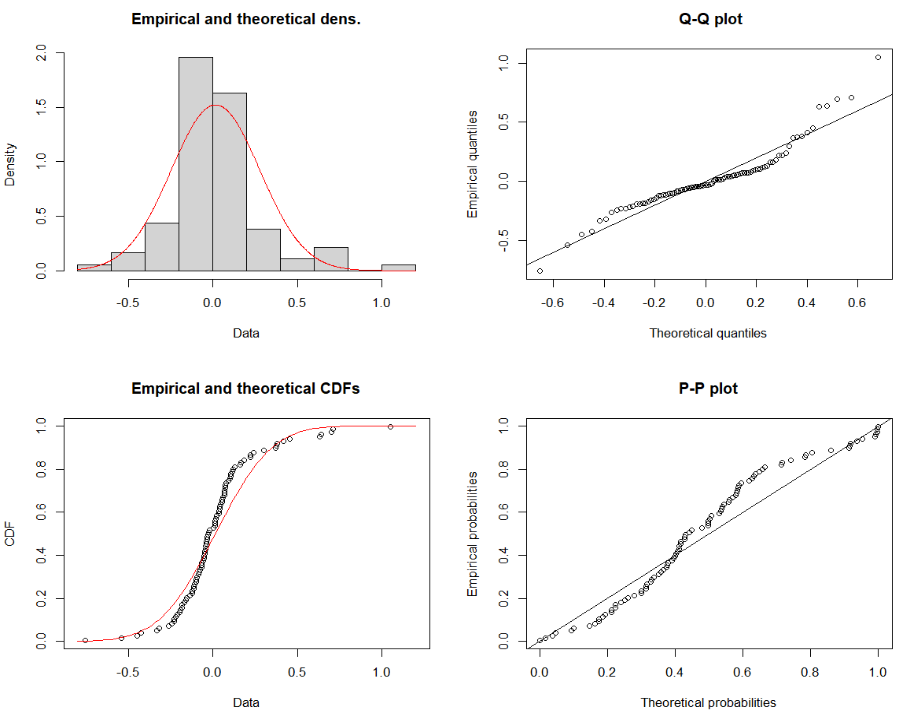 Empirical and theoretical dens.
Density
0.0 0.5 1.0 1.5 2.0
-0.5 0.0 0.5 1.0
Data
Q-Q plot
Empirical quantiles
-0.5 0.0 0.5 1.0
-0.6 -0.4 -0.2 0.0 0.2 0.4 0.6
Theoretical quantiles
Empirical and theoretical CDFs
CDF
0.0 0.2 0.4 0.6 0.8 1.0
-0.5 0.0 0.5 1.0
Data
P-P plot
Empirical probabilities
0.0 0.2 0.4 0.6 0.8 1.0
0.0 0.2 0.4 0.6 0.8 1.0
Theoretical probabilities